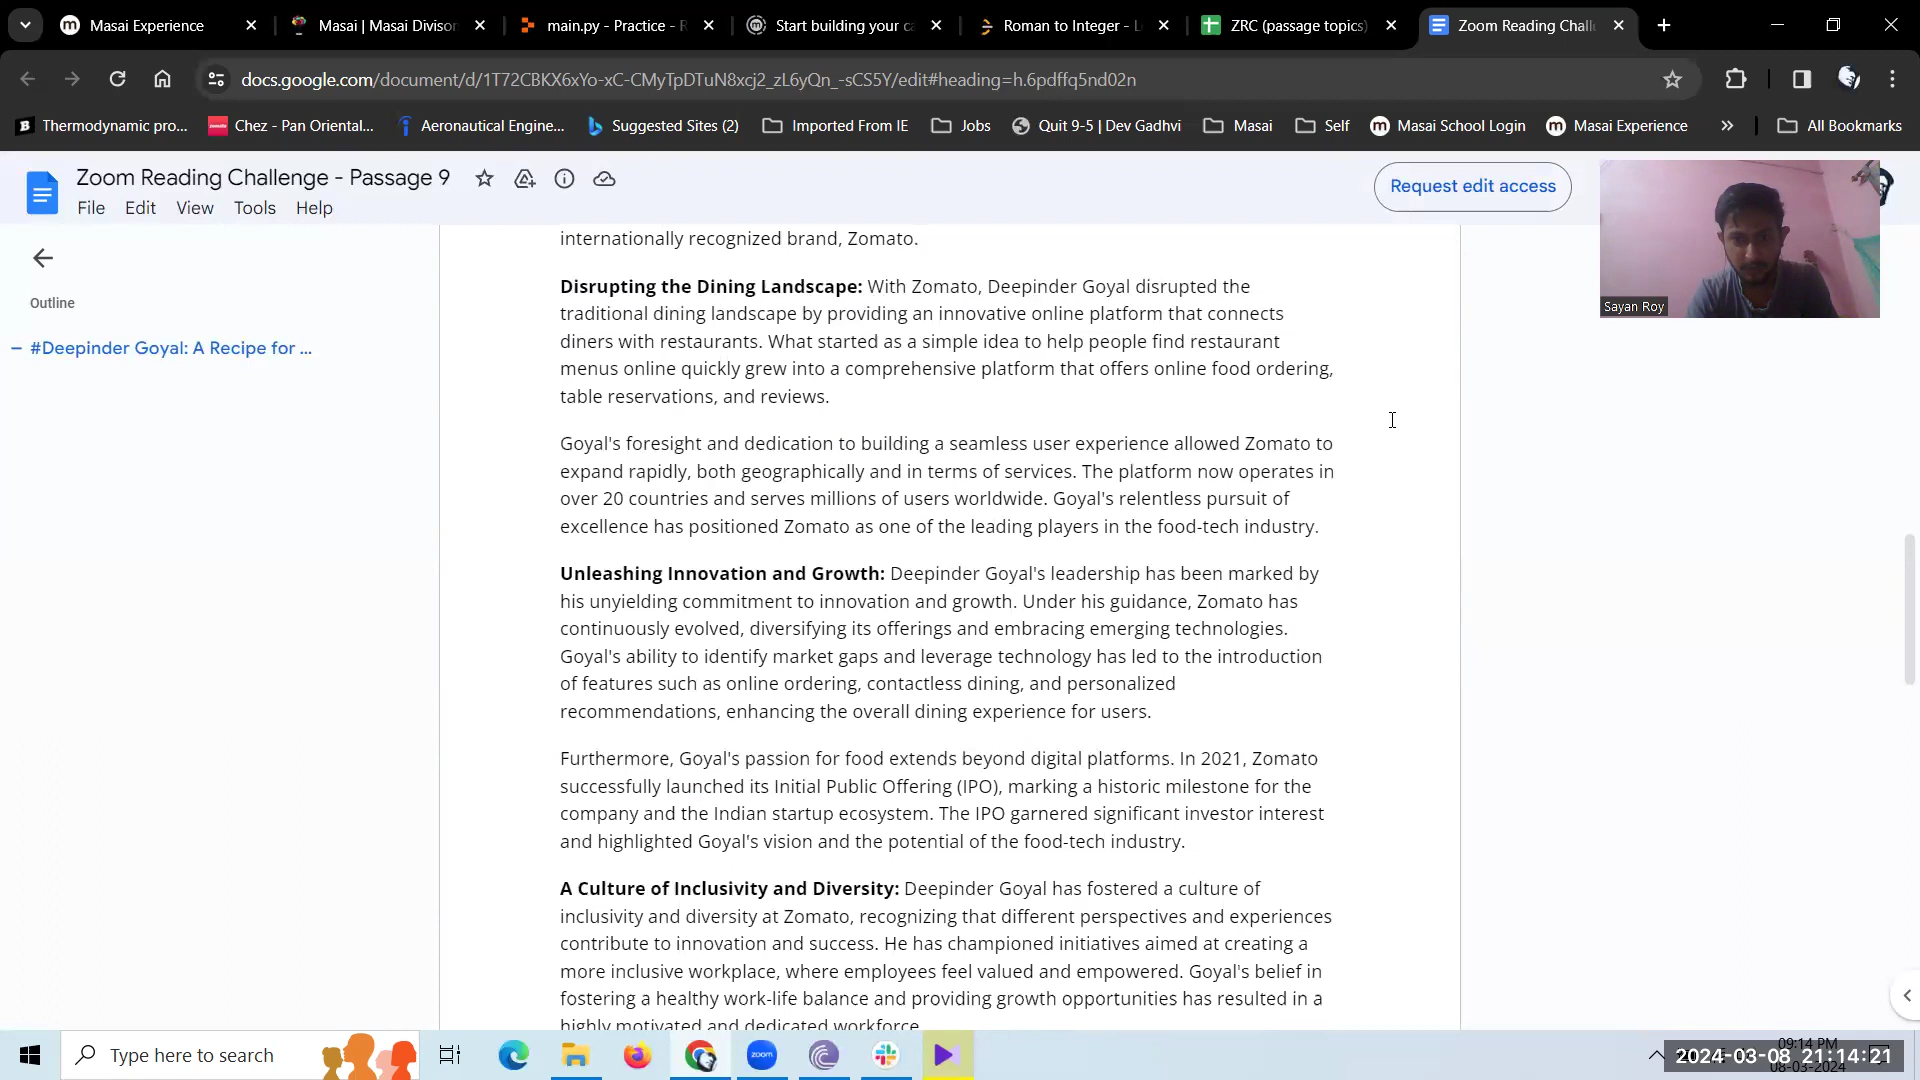 Masai Experience
Masai | Masai Divison
main.py - Practice - R
Start building your ca
Roman to Integer - L
ZRC (passage topics)
Zoom Reading Chall
docs.google.com/document/d/1T72CBKX6xYo-xC-CMyTpDTuN8xcj2_zL6yQn_-sCS5Y/edit#heading=h.6pdffq5nd02n
Thermodynamic pro...
Chez - Pan Oriental...
Aeronautical Engine...
Suggested Sites (2)
Imported From IE
Jobs
Quit 9-5 | Dev Gadhvi
Masai
Self
Masai School Login
Masai Experience
All Bookmarks
Zoom Reading Challenge - Passage 9
Request edit access
File Edit View Tools Help
Sayan Roy
Outline
#Deepinder Goyal: A Recipe for ...
internationally recognized brand, Zomato.
Disrupting the Dining Landscape: With Zomato, Deepinder Goyal disrupted the
traditional dining landscape by providing an innovative online platform that connects
diners with restaurants. What started as a simple idea to help people find restaurant
menus online quickly grew into a comprehensive platform that offers online food ordering,
table reservations, and reviews.
Goyal's foresight and dedication to building a seamless user experience allowed Zomato to
expand rapidly, both geographically and in terms of services. The platform now operates in
over 20 countries and serves millions of users worldwide. Goyal's relentless pursuit of
excellence has positioned Zomato as one of the leading players in the food-tech industry.
Unleashing Innovation and Growth: Deepinder Goyal's leadership has been marked by
his unyielding commitment to innovation and growth. Under his guidance, Zomato has
continuously evolved, diversifying its offerings and embracing emerging technologies.
Goyal's ability to identify market gaps and leverage technology has led to the introduction
of features such as online ordering, contactless dining, and personalized
recommendations, enhancing the overall dining experience for users.
Furthermore, Goyal's passion for food extends beyond digital platforms. In 2021, Zomato
successfully launched its Initial Public Offering (IPO), marking a historic milestone for the
company and the Indian startup ecosystem. The IPO garnered significant investor interest
and highlighted Goyal's vision and the potential of the food-tech industry.
A Culture of Inclusivity and Diversity: Deepinder Goyal has fostered a culture of
inclusivity and diversity at Zomato, recognizing that different perspectives and experiences
contribute to innovation and success. He has championed initiatives aimed at creating a
more inclusive workplace, where employees feel valued and empowered. Goyal's belief in
fostering a healthy work-life balance and providing growth opportunities has resulted in a
highly motivated and dedicated workforce.
Type here to search
zoom
09:14 PM
2024-03-08 21:14:21
08-03-2024